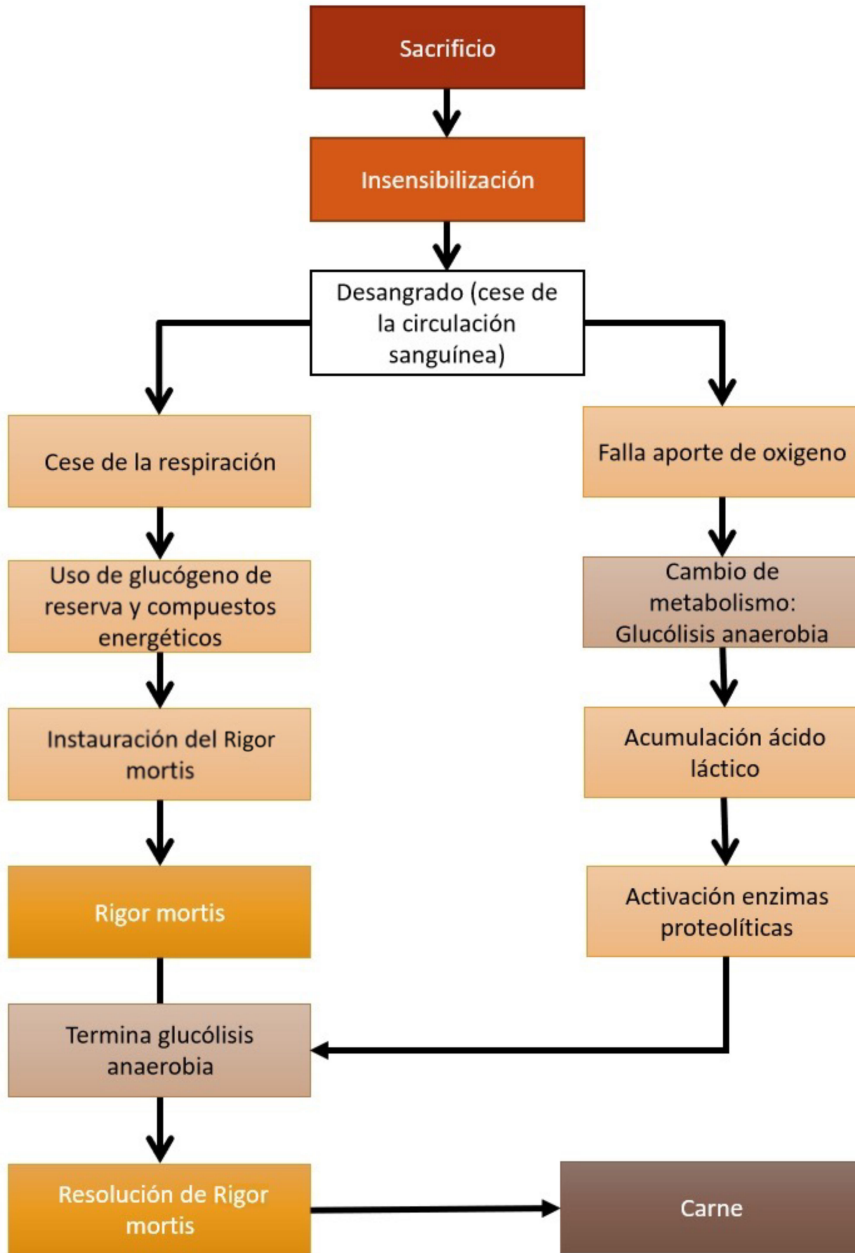 Sacrificio
Insensibilización
Desangrado (cese de
la circulación
sanguínea)
Cese de la respiración
Falla aporte de oxigeno
Uso de glucógeno de
reserva y compuestos
energéticos
Cambio de
metabolismo:
Glucólisis anaerobia
Instauración del Rigor
mortis
Acumulación ácido
láctico
Rigor mortis
Activación enzimas
proteolíticas
Termina glucólisis
anaerobia
Resolución de Rigor
mortis
Carne